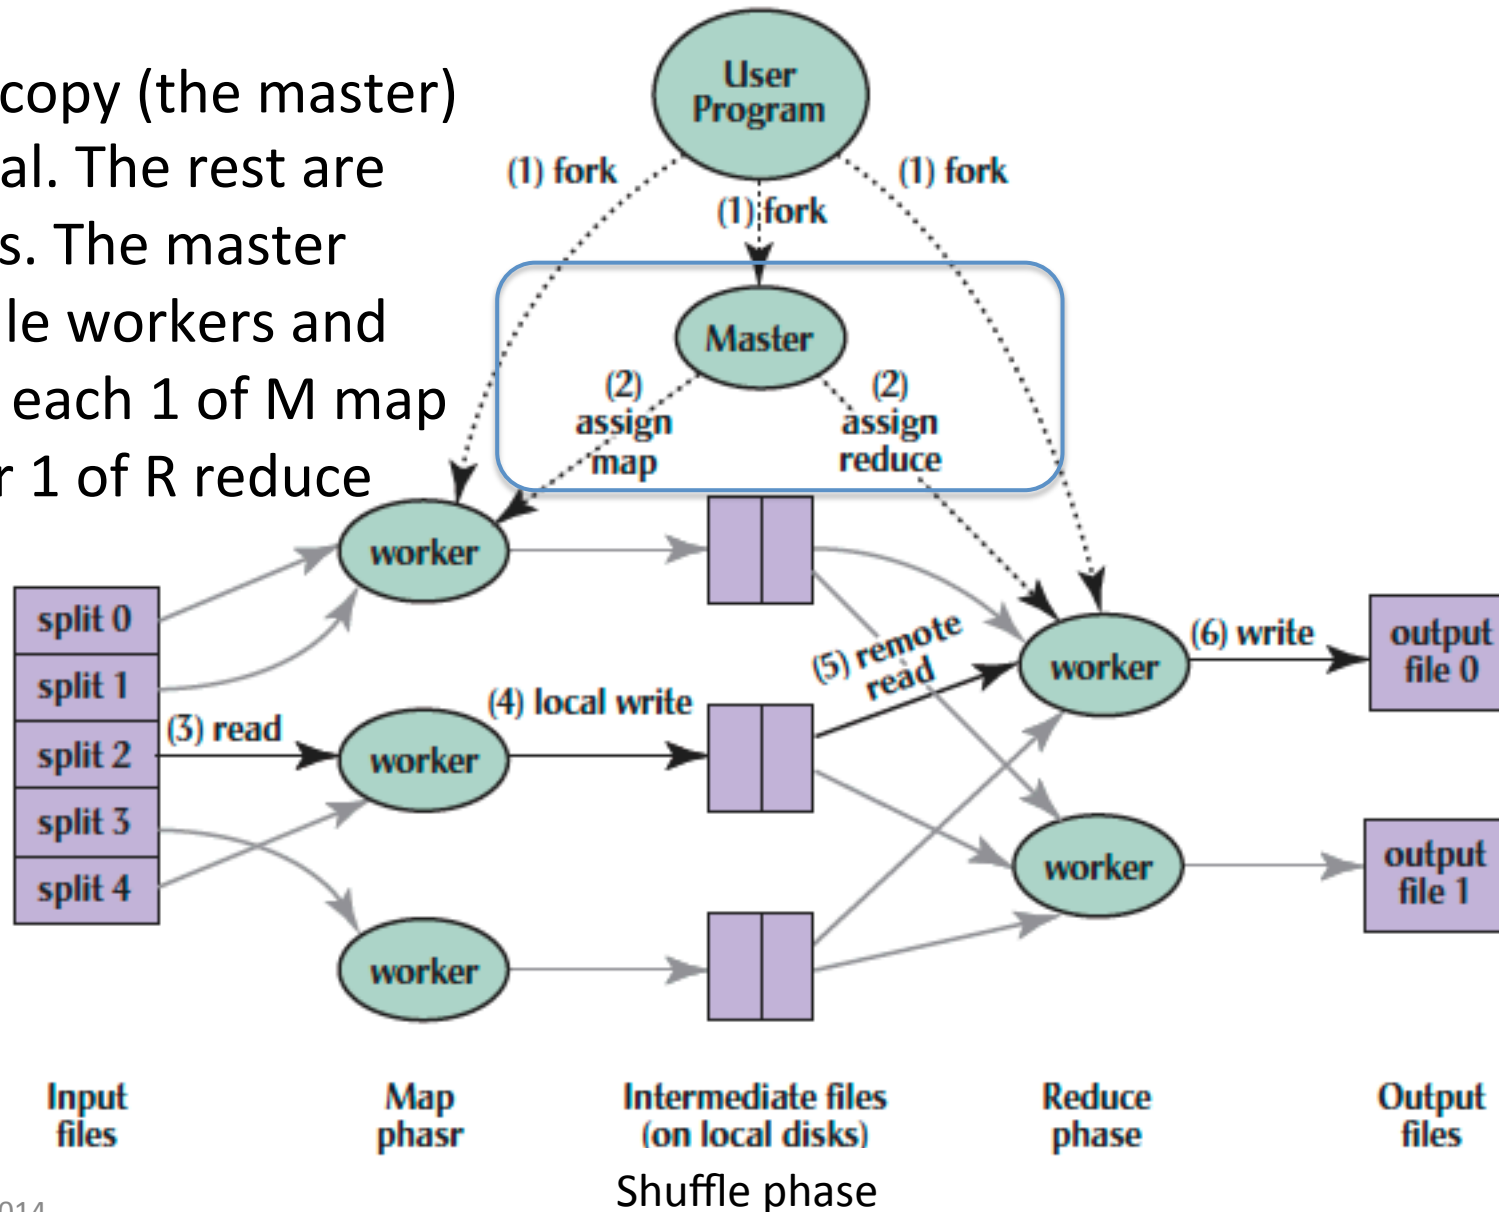 copy (the master)
al. The rest are
s. The master
le workers and
each 1 of M map
r 1 of R reduce
User
Program
(1) fork
(1) fork
(1) fork
Master
(2)
assign
map
(2)
assign
reduce
worker
split 0
split 1
split 2
split 3
split 4
(3) read
worker
(4) local write
worker
(5) remote
read
worker
(6) write
output
file 0
worker
output
file 1
Input
files
Map
phasr
Intermediate files
(on local disks)
Reduce
phase
Output
files
Shuffle phase
014